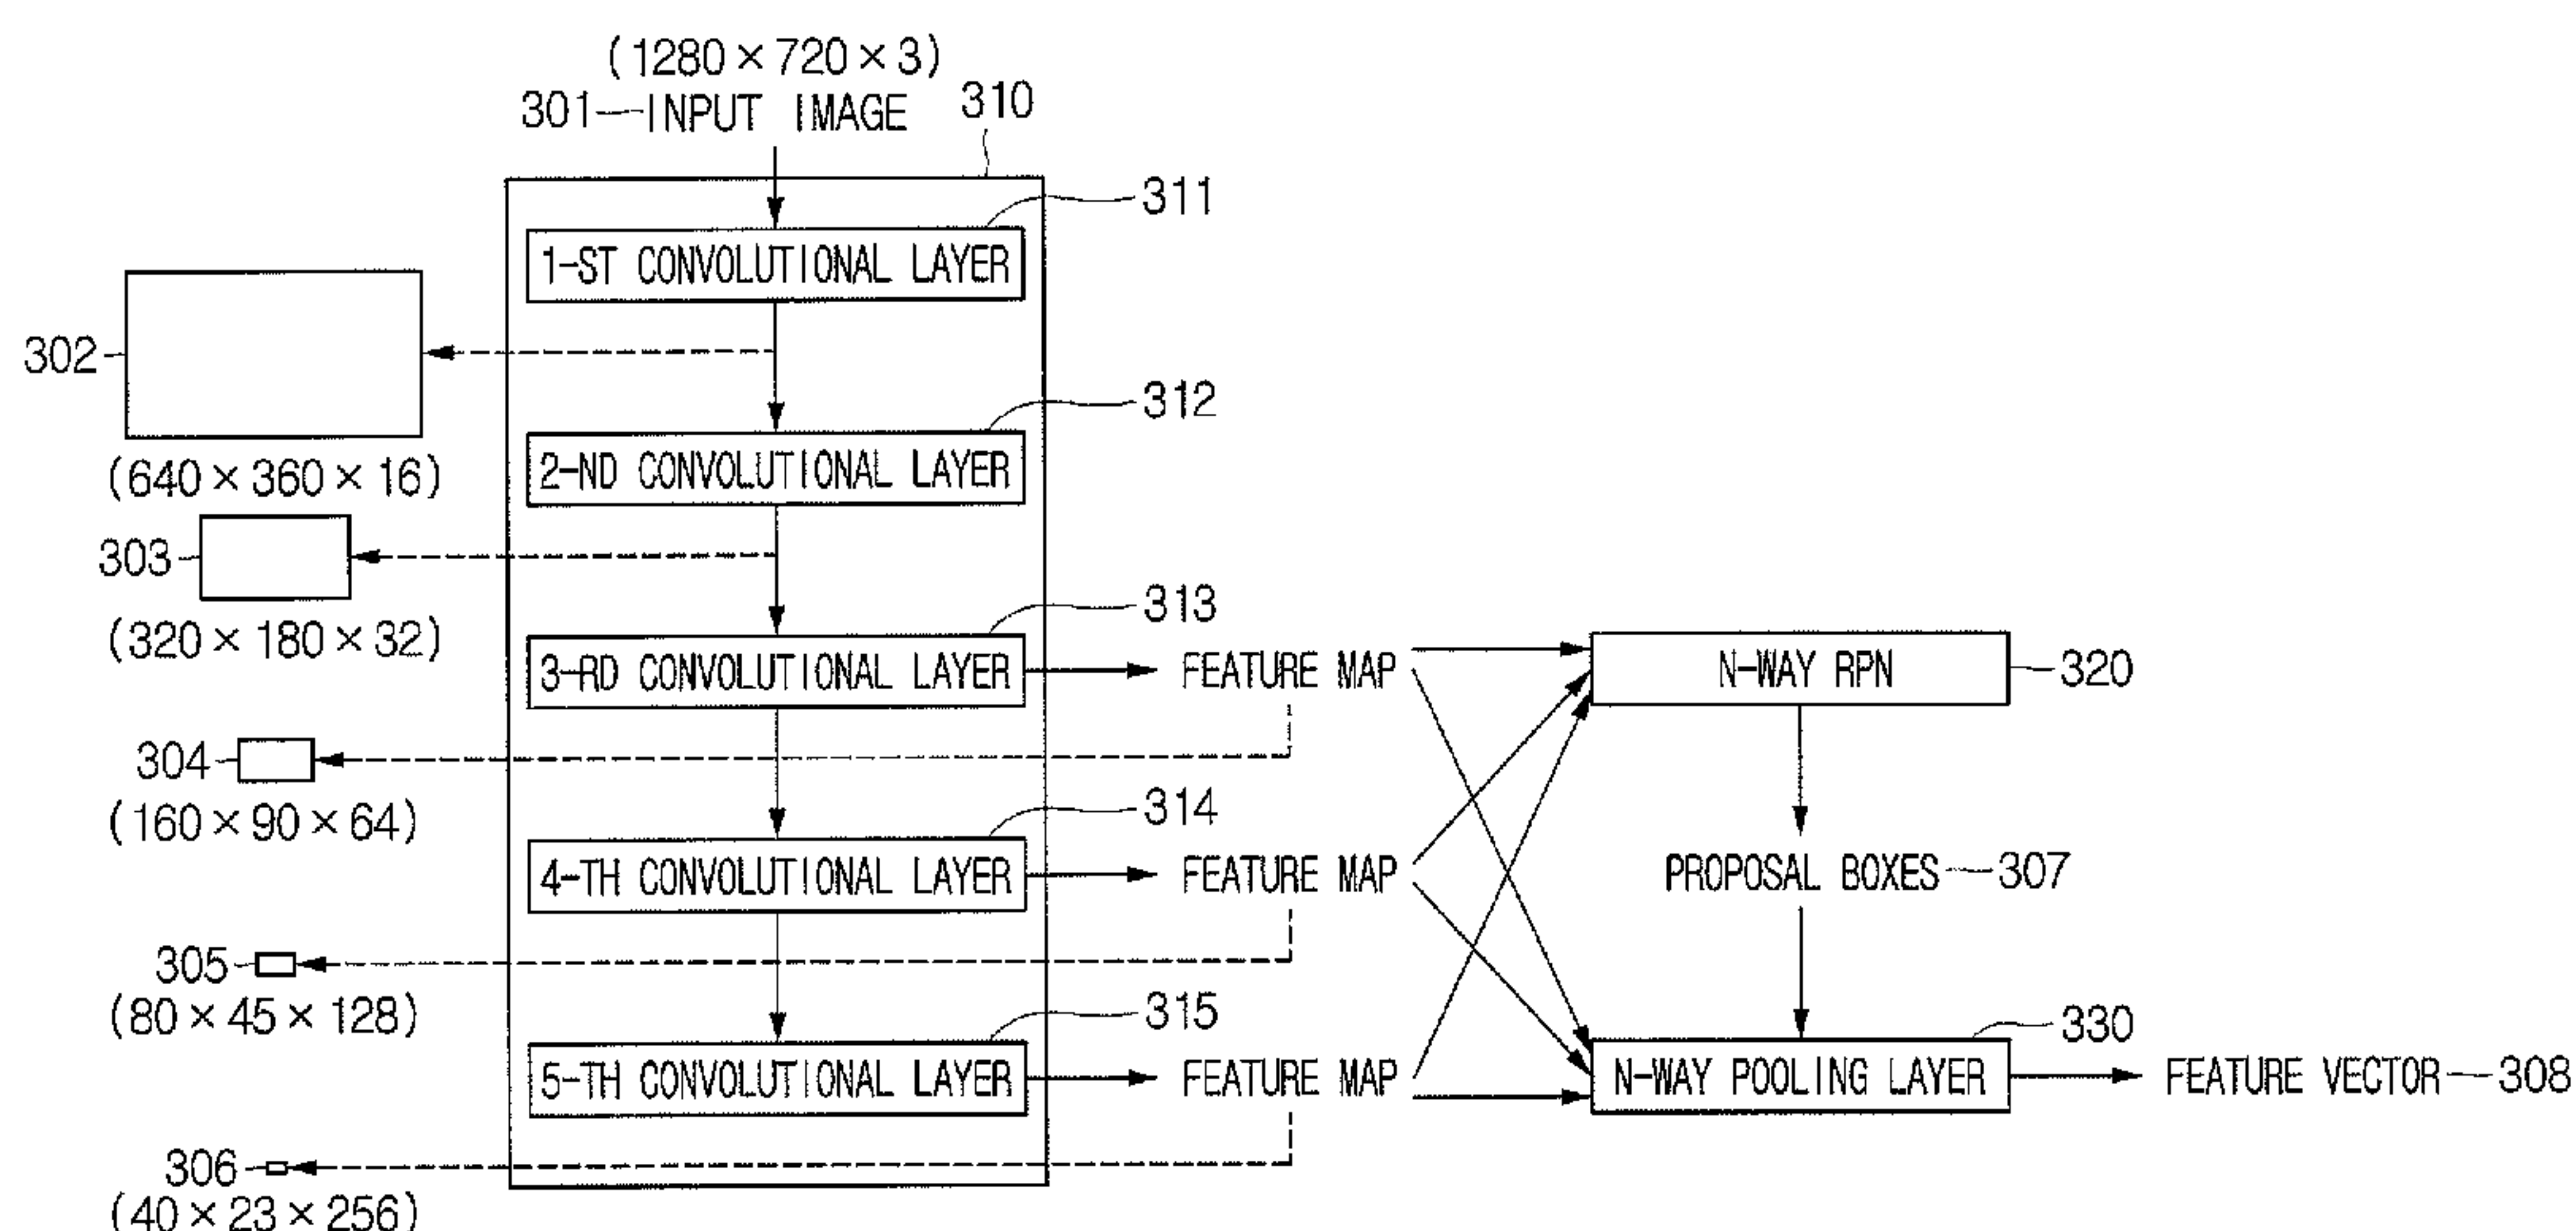 (1280×720×3)
301 INPUT IMAGE
310
311
1-ST CONVOLUTIONAL LAYER
302
(640×360×16)
312
2-ND CONVOLUTIONAL LAYER
303
(320×180×32)
313
3-RD CONVOLUTIONAL LAYER
FEATURE MAP
N-WAY RPN
320
304
(160×90×64)
314
4-TH CONVOLUTIONAL LAYER
FEATURE MAP
PROPOSAL BOXES 307
305
(80×45×128)
315
5-TH CONVOLUTIONAL LAYER
FEATURE MAP
330
N-WAY POOLING LAYER
FEATURE VECTOR 308
306
(40×23×256)